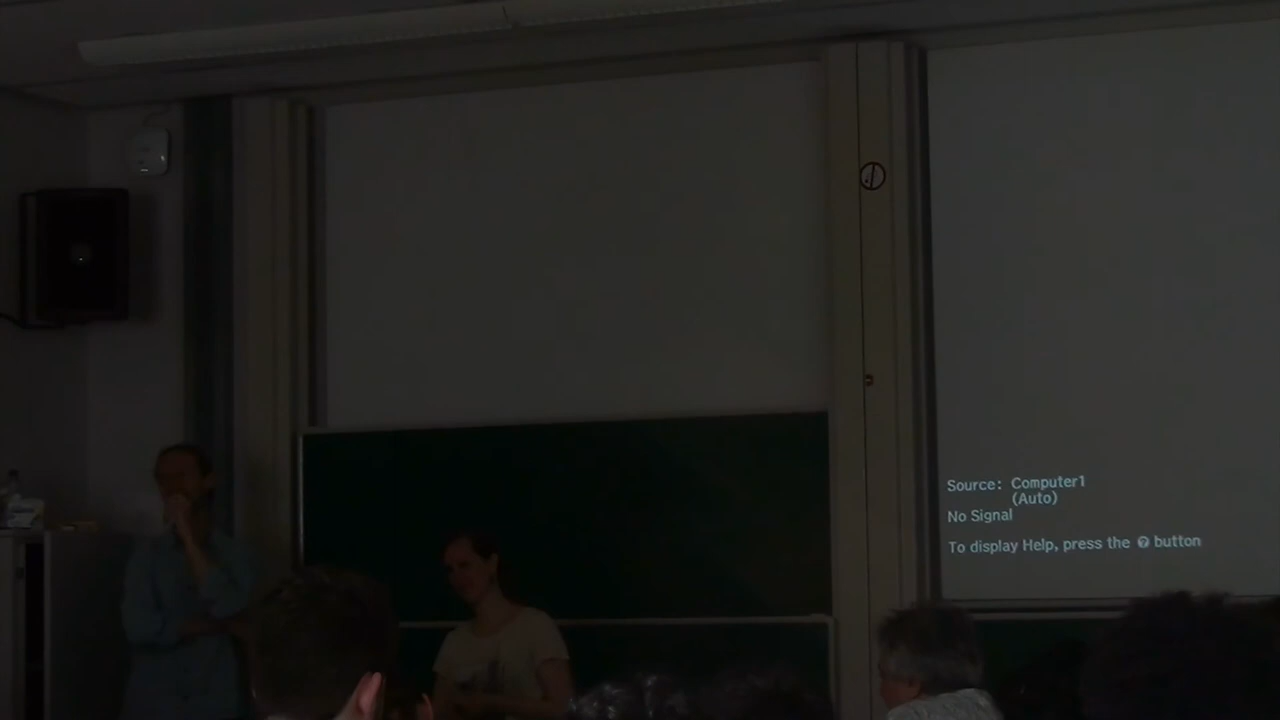 Source: Computer1
(Auto)
No Signal
To display Help, press the ? button